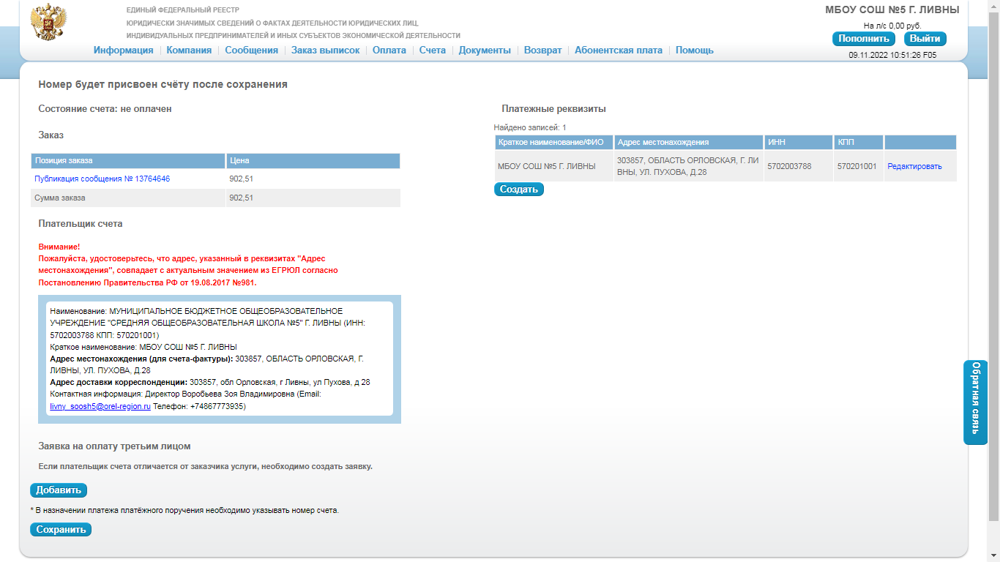 ЕДИНЫЙ ФЕДЕРАЛЬНЫЙ РЕЕСТР
ЮРИДИЧЕСКИ ЗНАЧИМЫХ СВЕДЕНИЙ О ФАКТАХ ДЕЯТЕЛЬНОСТИ ЮРИДИЧЕСКИХ ЛИЦ,
ИНДИВИДУАЛЬНЫХ ПРЕДПРИНИМАТЕЛЕЙ И ИНЫХ СУБЪЕКТОВ ЭКОНОМИЧЕСКОЙ ДЕЯТЕЛЬНОСТИ
МБОУ СОШ №5 Г. ЛИВНЫ
На л/с 0,00 руб.
Пополнить Выйти
09.11.2022 10:51:26 F05
Информация Компания Сообщения Заказ выписок Оплата Счета Документы Возврат Абонентская плата Помощь
Номер будет присвоен счёту после сохранения
Состояние счета: не оплачен
Заказ
Позиция заказа Цена
Публикация сообщения № 13764646 902,51
Сумма заказа 902,51
Плательщик счета
Внимание!
Пожалуйста, удостоверьтесь, что адрес, указанный в реквизитах "Адрес
местонахождения", совпадает с актуальным значением из ЕГРЮЛ согласно
Постановлению Правительства РФ от 19.08.2017 №981.
Наименование: МУНИЦИПАЛЬНОЕ БЮДЖЕТНОЕ ОБЩЕОБРАЗОВАТЕЛЬНОЕ
УЧРЕЖДЕНИЕ "СРЕДНЯЯ ОБЩЕОБРАЗОВАТЕЛЬНАЯ ШКОЛА №5" Г. ЛИВНЫ (ИНН:
5702003788 КПП: 570201001)
Краткое наименование: МБОУ СОШ №5 Г. ЛИВНЫ
Адрес местонахождения (для счета-фактуры): 303857, ОБЛАСТЬ ОРЛОВСКАЯ, Г.
ЛИВНЫ, УЛ. ПУХОВА, Д.28
Адрес доставки корреспонденции: 303857, обл Орловская, г Ливны, ул Пухова, д 28
Контактная информация: Директор Воробьева Зоя Владимировна (Email:
livny_soosh5@orel-region.ru Телефон: +74867773935)
Заявка на оплату третьим лицом
Если плательщик счета отличается от заказчика услуги, необходимо создать заявку.
Добавить
* В назначении платежа платёжного поручения необходимо указывать номер счета.
Сохранить
Платежные реквизиты
Найдено записей: 1
Краткое наименование/ФИО Адрес местонахождения ИНН КПП
МБОУ СОШ №5 Г. ЛИВНЫ 303857, ОБЛАСТЬ ОРЛОВСКАЯ, Г. ЛИ 5702003788 570201001 Редактировать
ВНЫ, УЛ. ПУХОВА, Д.28
Создать
Обратная связь